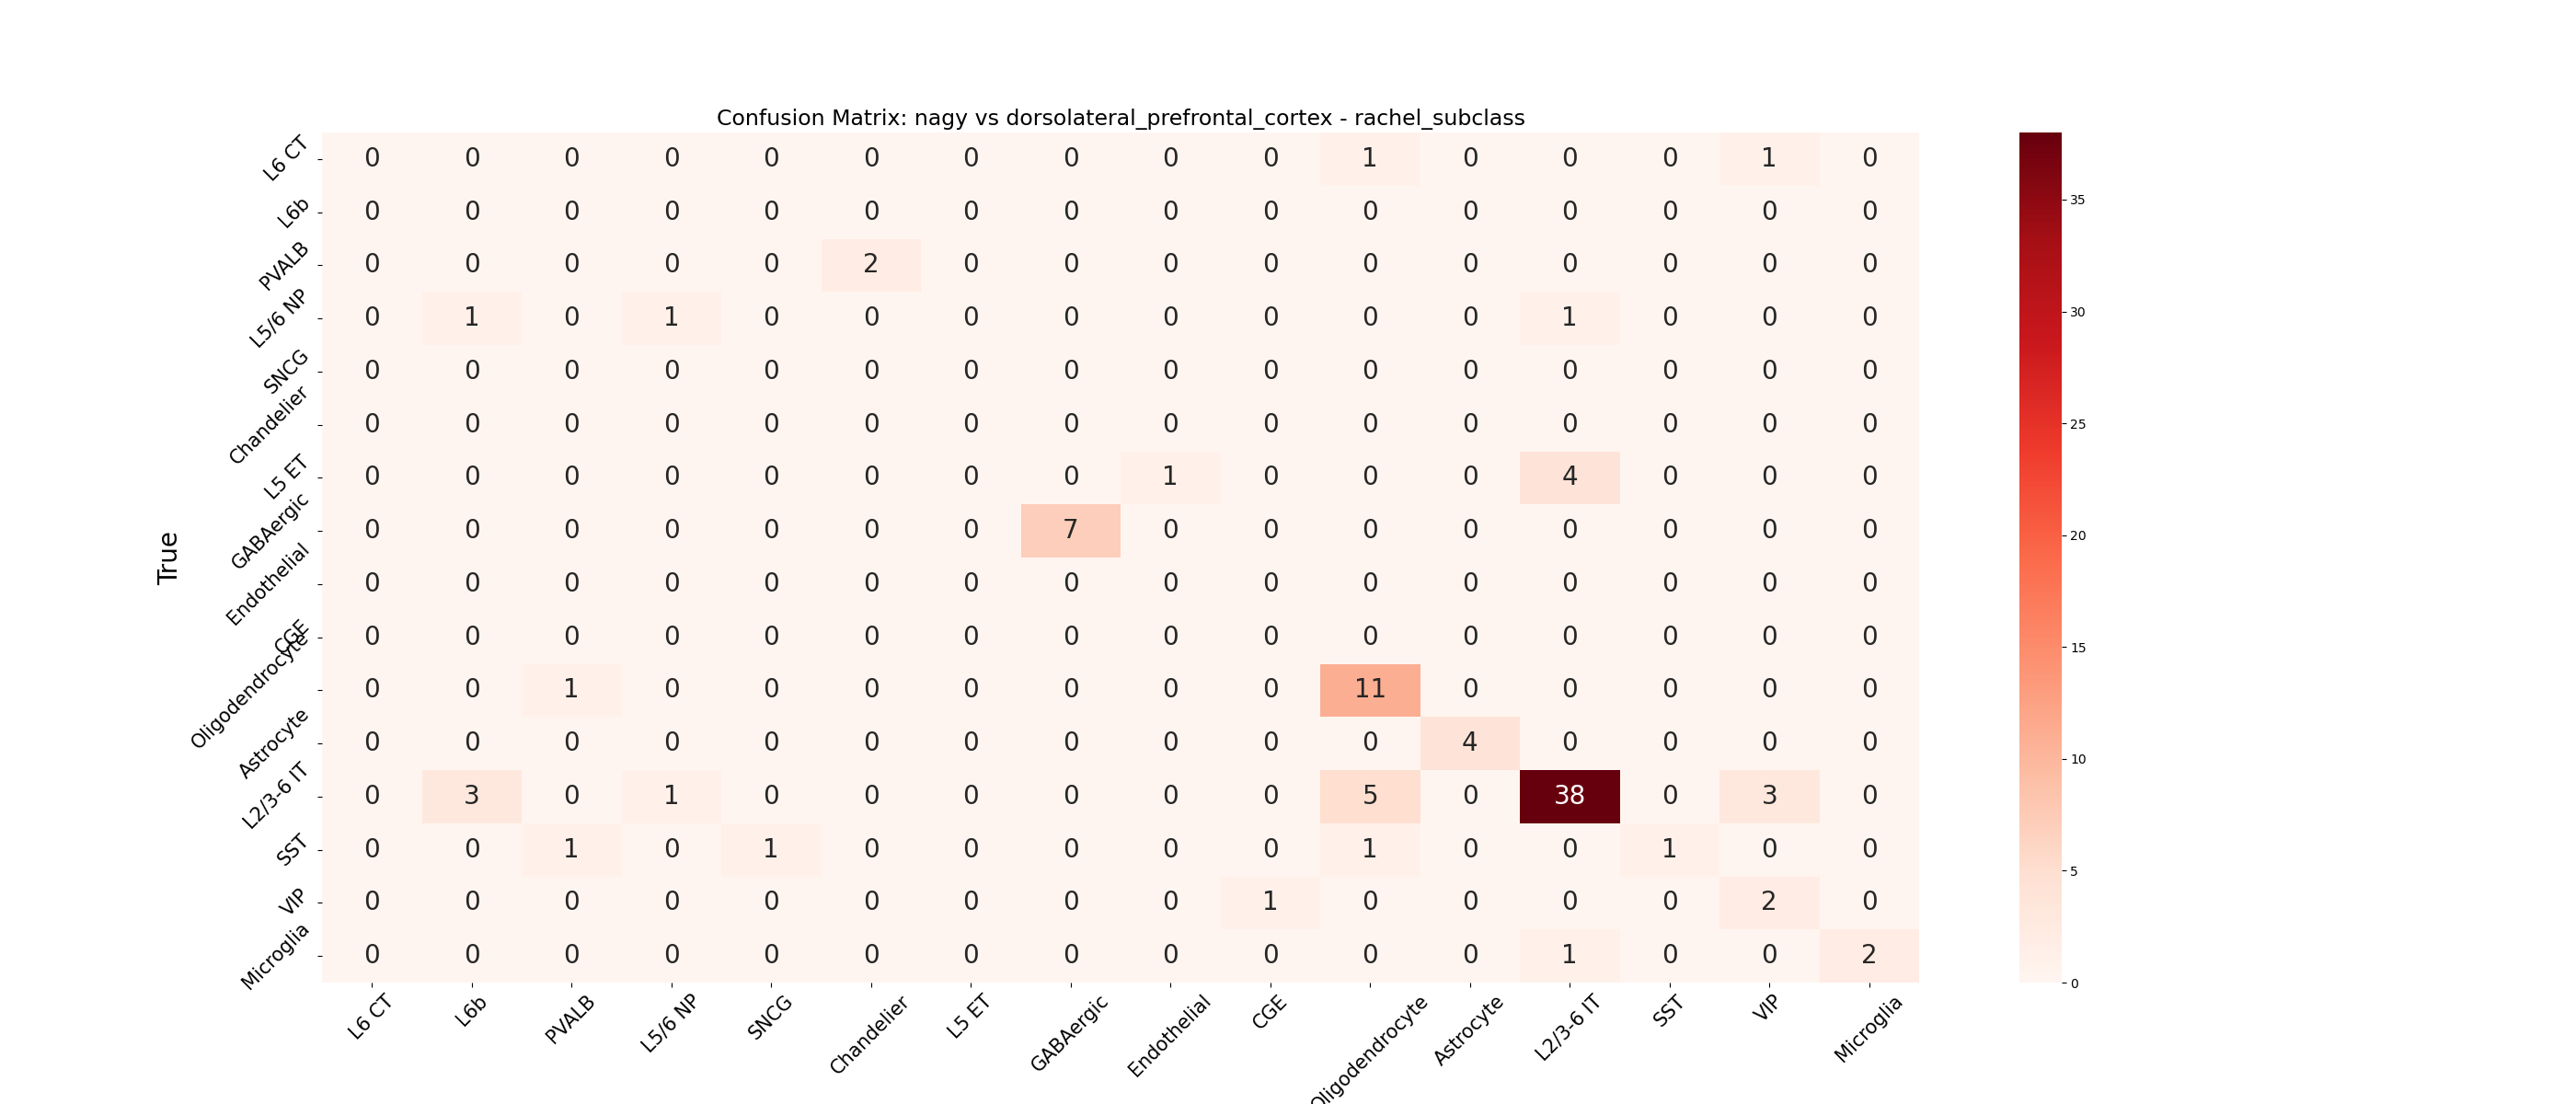 Confusion Matrix: nagy vs dorsolateral_prefrontal_cortex - rachel_subclass
True
L6 CT 0 0 0 0 0 0 0 0 0 0 1 0 0 0 1 0
L6b 0 0 0 0 0 0 0 0 0 0 0 0 0 0 0 0
PVALB 0 0 0 0 0 2 0 0 0 0 0 0 0 0 0 0
L5/6 NP 0 1 0 1 0 0 0 0 0 0 0 0 1 0 0 0
SNCG 0 0 0 0 0 0 0 0 0 0 0 0 0 0 0 0
Chandelier 0 0 0 0 0 0 0 0 0 0 0 0 0 0 0 0
L5 ET 0 0 0 0 0 0 0 0 1 0 0 0 4 0 0 0
GABAergic 0 0 0 0 0 0 0 7 0 0 0 0 0 0 0 0
Endothelial 0 0 0 0 0 0 0 0 0 0 0 0 0 0 0 0
CGE 0 0 0 0 0 0 0 0 0 0 0 0 0 0 0 0
Oligodendrocyte 0 0 1 0 0 0 0 0 0 0 11 0 0 0 0 0
Astrocyte 0 0 0 0 0 0 0 0 0 0 0 4 0 0 0 0
L2/3-6 IT 0 3 0 1 0 0 0 0 0 0 5 0 38 0 3 0
SST 0 0 1 0 1 0 0 0 0 0 1 0 0 1 0 0
VIP 0 0 0 0 0 0 0 0 0 1 0 0 0 0 2 0
Microglia 0 0 0 0 0 0 0 0 0 0 0 0 1 0 0 2
L6 CT L6b PVALB L5/6 NP SNCG Chandelier L5 ET GABAergic Endothelial CGE Oligodendrocyte Astrocyte L2/3-6 IT SST VIP Microglia
35
30
25
20
15
10
5
0